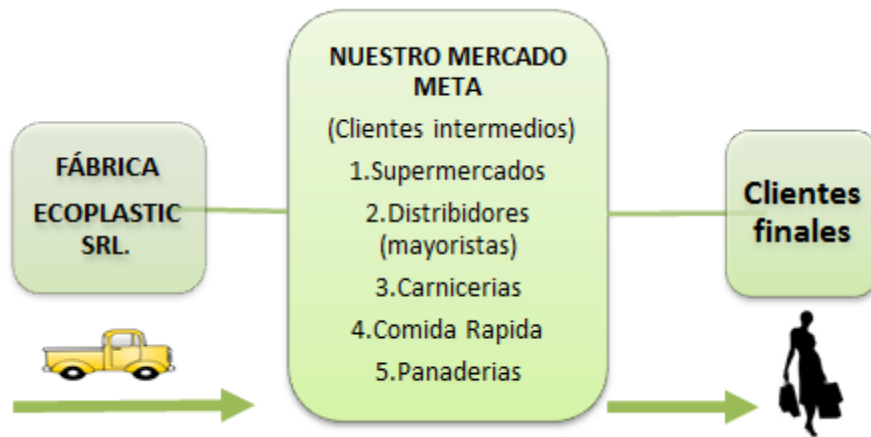 FÁBRICA
ECOPLASTIC
SRL.
NUESTRO MERCADO
META
(Clientes intermedios)
1.Supermercados
2.Distribidores
(mayoristas)
3.Carnicerias
4.Comida Rapida
5.Panaderias
Clientes
finales